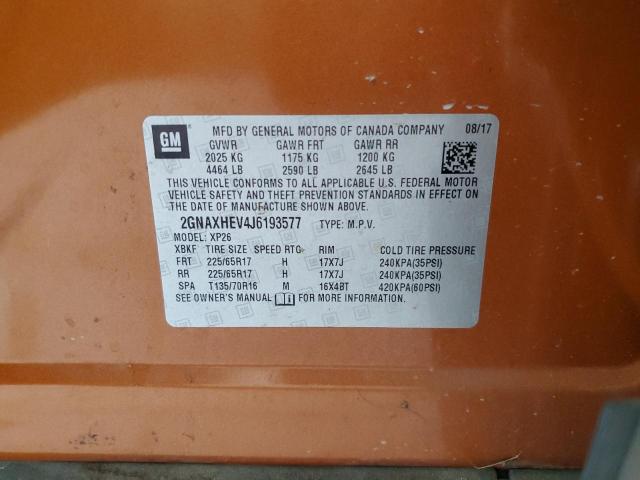 GM
MFD BY GENERAL MOTORS OF CANADA COMPANY 08/17
GVWR GAWR FRT GAWR RR
2025 KG 1175 KG 1200 KG
4464 LB 2590 LB 2645 LB
THIS VEHICLE CONFORMS TO ALL APPLICABLE U.S. FEDERAL MOTOR
VEHICLE SAFETY AND THEFT PREVENTION STANDARDS IN EFFECT ON
THE DATE OF MANUFACTURE SHOWN ABOVE.
2GNAXHEV4J6193577 TYPE: M.P.V.
MODEL: XP26
XBKF TIRE SIZE SPEED RTG RIM COLD TIRE PRESSURE
FRT 225/65R17 H 17X7J 240KPA(35PSI)
RR 225/65R17 H 17X7J 240KPA(35PSI)
SPA T135/70R16 M 16X4BT 420KPA(60PSI)
SEE OWNER'S MANUAL FOR MORE INFORMATION.